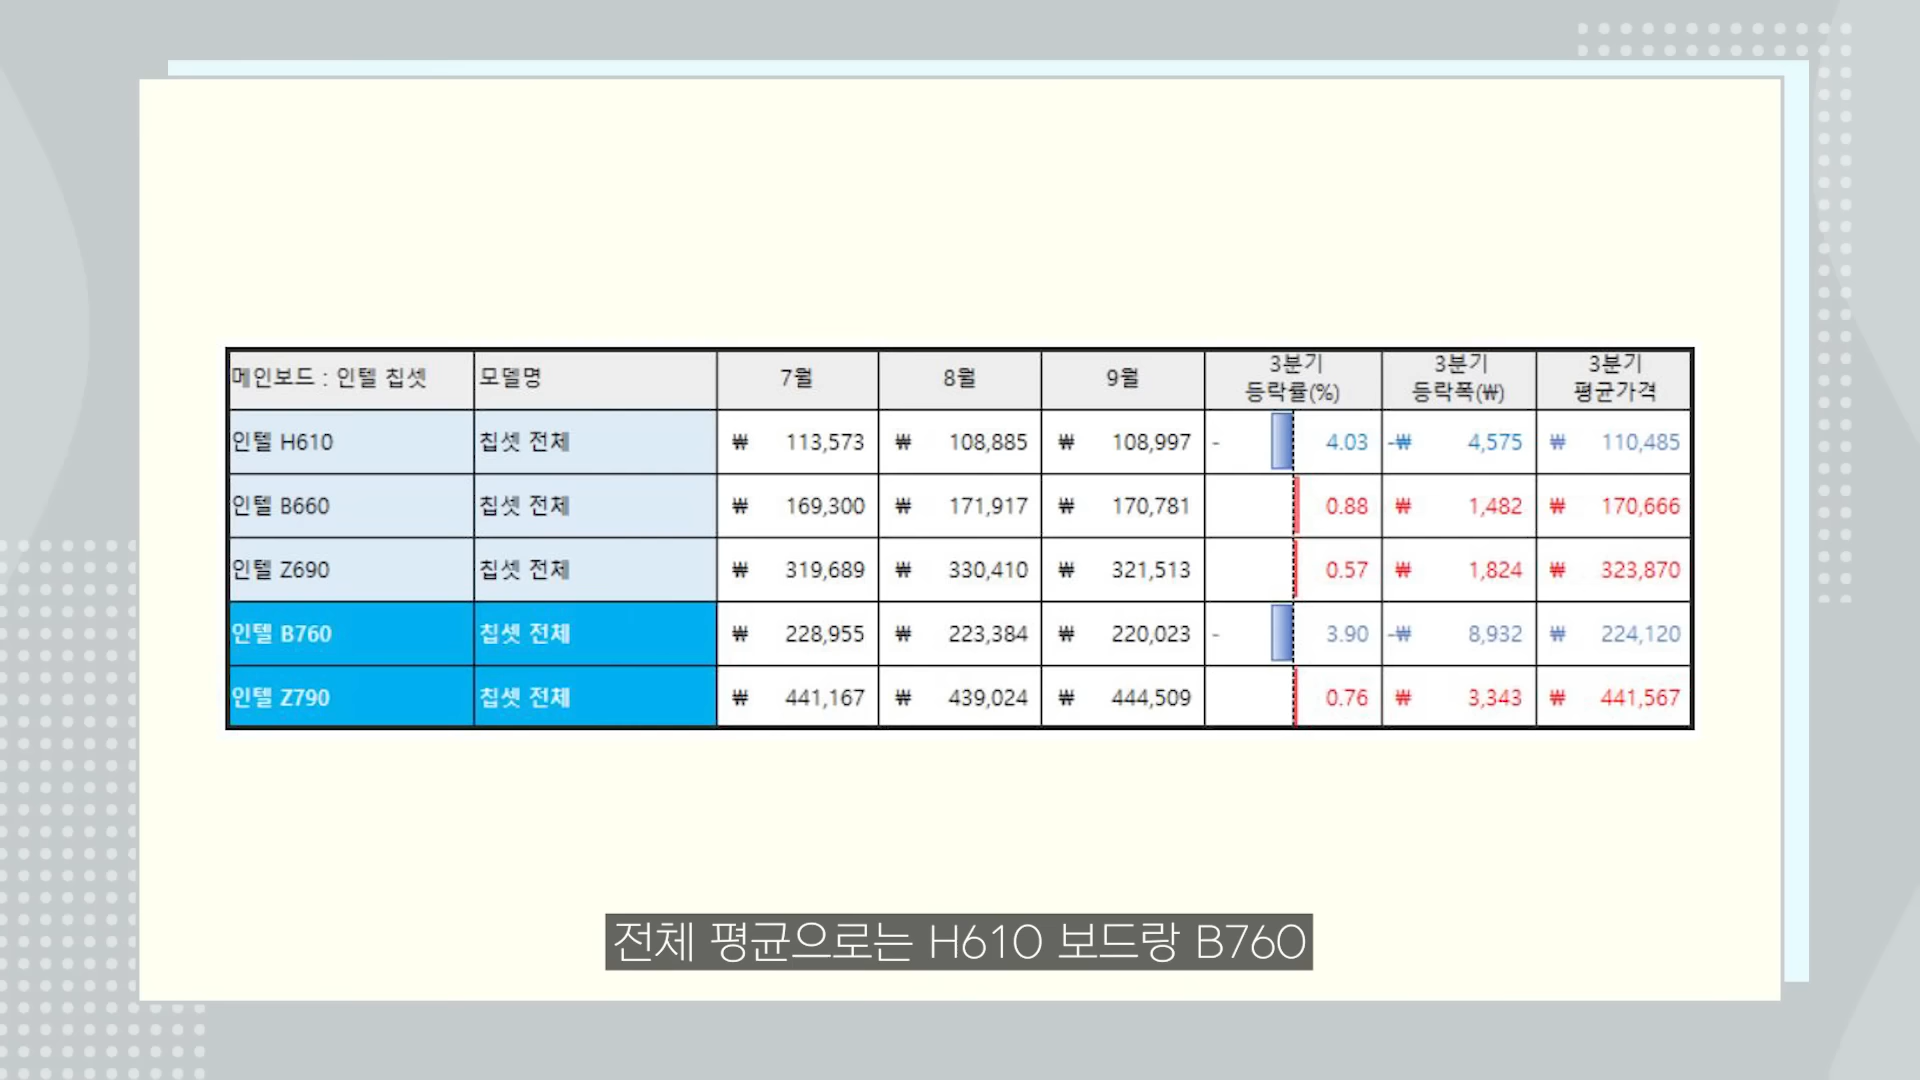 메인보드 : 인텔 칩셋 모델명 7월 8월 9월 3분기 등락률(%) 3분기 등락폭(₩) 3분기 평균가격
인텔 H610 칩셋 전체 ₩ 113,573 ₩ 108,885 ₩ 108,997 - 4.03 -₩ 4,575 ₩ 110,485
인텔 B660 칩셋 전체 ₩ 169,300 ₩ 171,917 ₩ 170,781 0.88 ₩ 1,482 ₩ 170,666
인텔 Z690 칩셋 전체 ₩ 319,689 ₩ 330,410 ₩ 321,513 0.57 ₩ 1,824 ₩ 323,870
인텔 B760 칩셋 전체 ₩ 228,955 ₩ 223,384 ₩ 220,023 - 3.90 -₩ 8,932 ₩ 224,120
인텔 Z790 칩셋 전체 ₩ 441,167 ₩ 439,024 ₩ 444,509 0.76 ₩ 3,343 ₩ 441,567
전체 평균으로는 H610 보드랑 B760